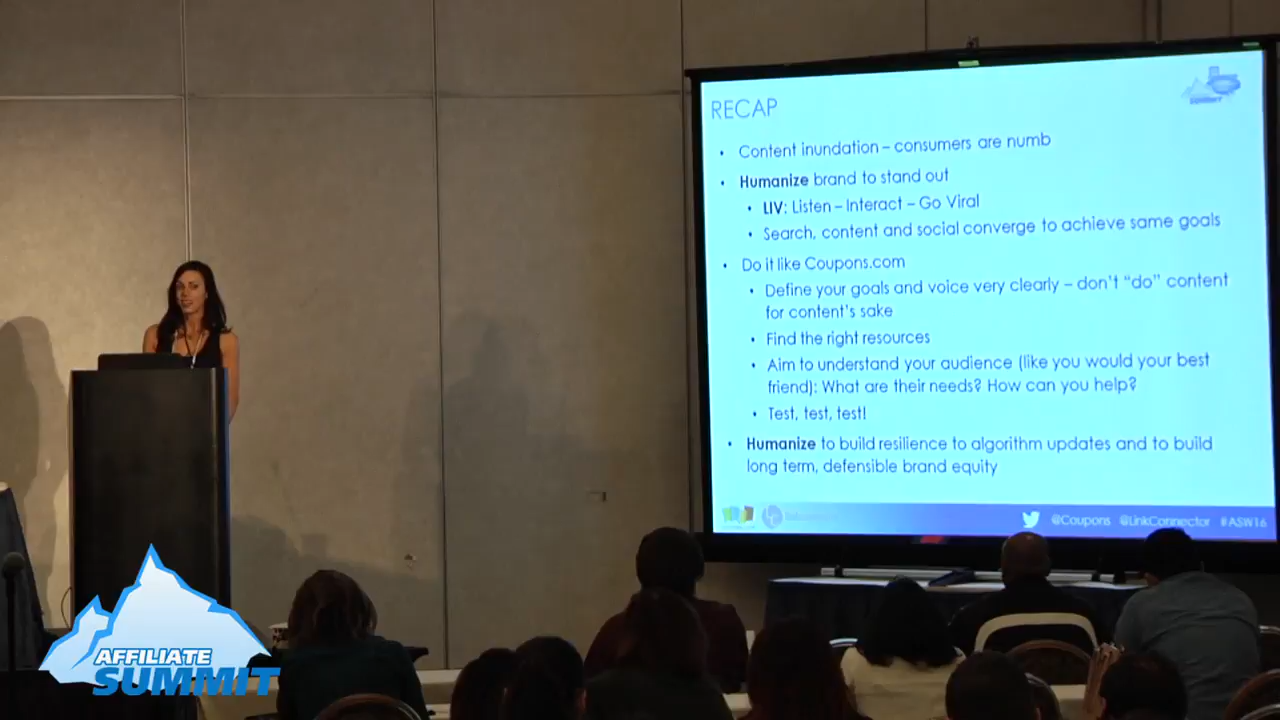 RECAP
SUMMIT
• Content inundation – consumers are numb
• Humanize brand to stand out
• LIV: Listen – Interact – Go Viral
• Search, content and social converge to achieve same goals
• Do it like Coupons.com
• Define your goals and voice very clearly – don't "do" content
for content's sake
• Find the right resources
• Aim to understand your audience (like you would your best
friend): What are their needs? How can you help?
• Test, test, test!
• Humanize to build resilience to algorithm updates and to build
long term, defensible brand equity
@Coupons @LinkConnector #ASW16
AFFILIATE
SUMMIT